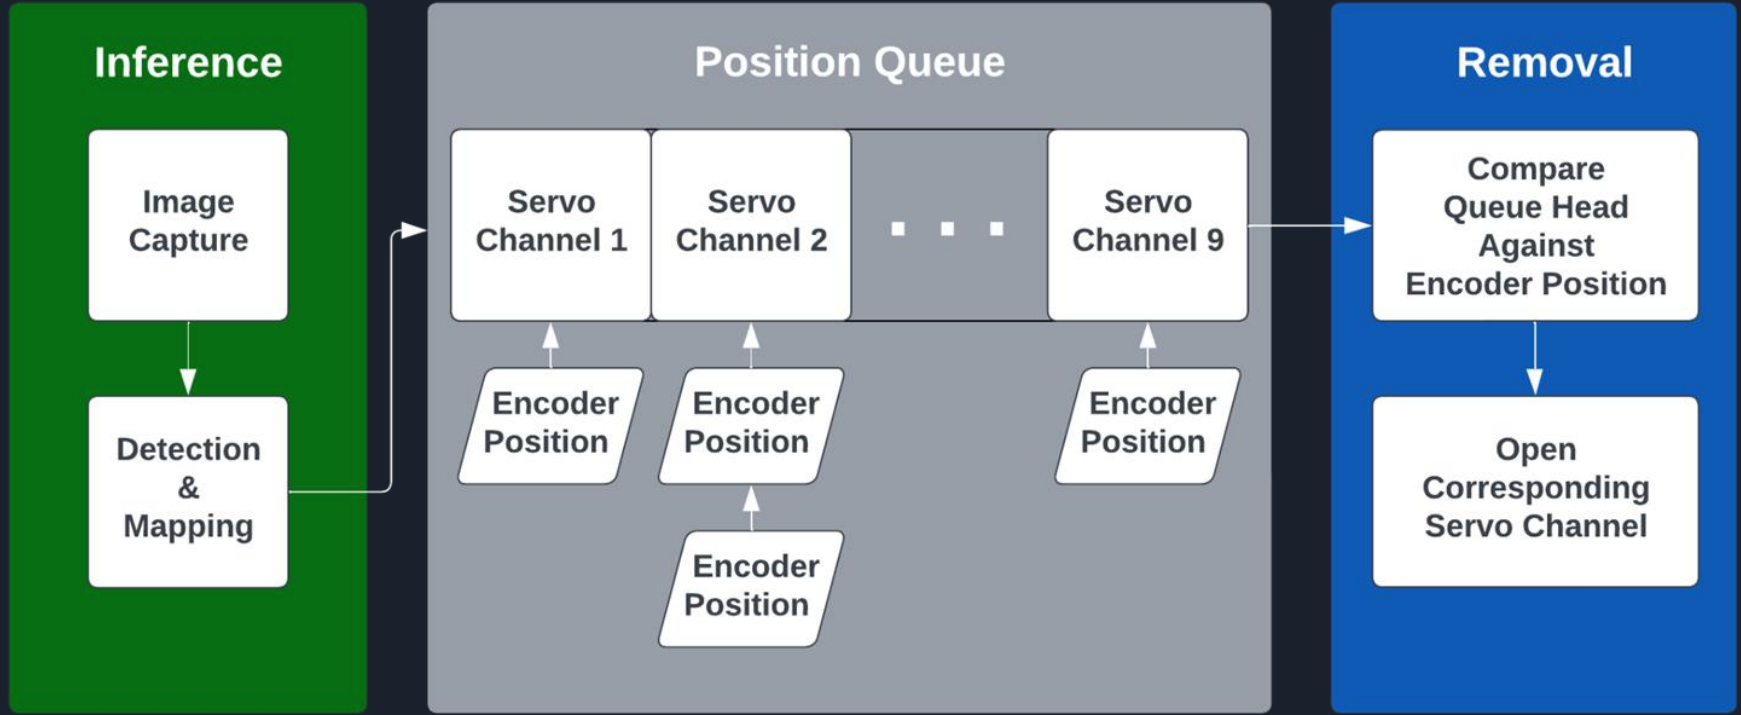 Inference
Image
Capture
Detection
&
Mapping
Position Queue
Servo
Channel 1
Servo
Channel 2
...
Servo
Channel 9
Encoder
Position
Encoder
Position
Encoder
Position
Encoder
Position
Removal
Compare
Queue Head
Against
Encoder Position
Open
Corresponding
Servo Channel